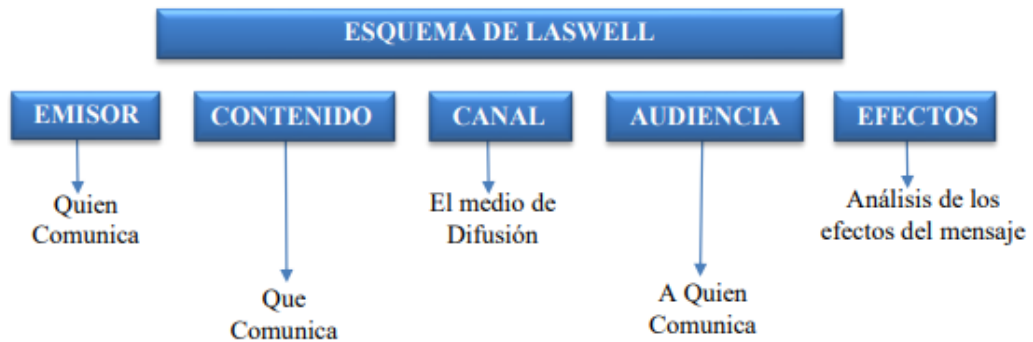 ESQUEMA DE LASWELL
EMISOR
CONTENIDO
CANAL
AUDIENCIA
EFECTOS
Quien
Comunica
Que
Comunica
El medio de
Difusión
A Quien
Comunica
Análisis de los
efectos del mensaje